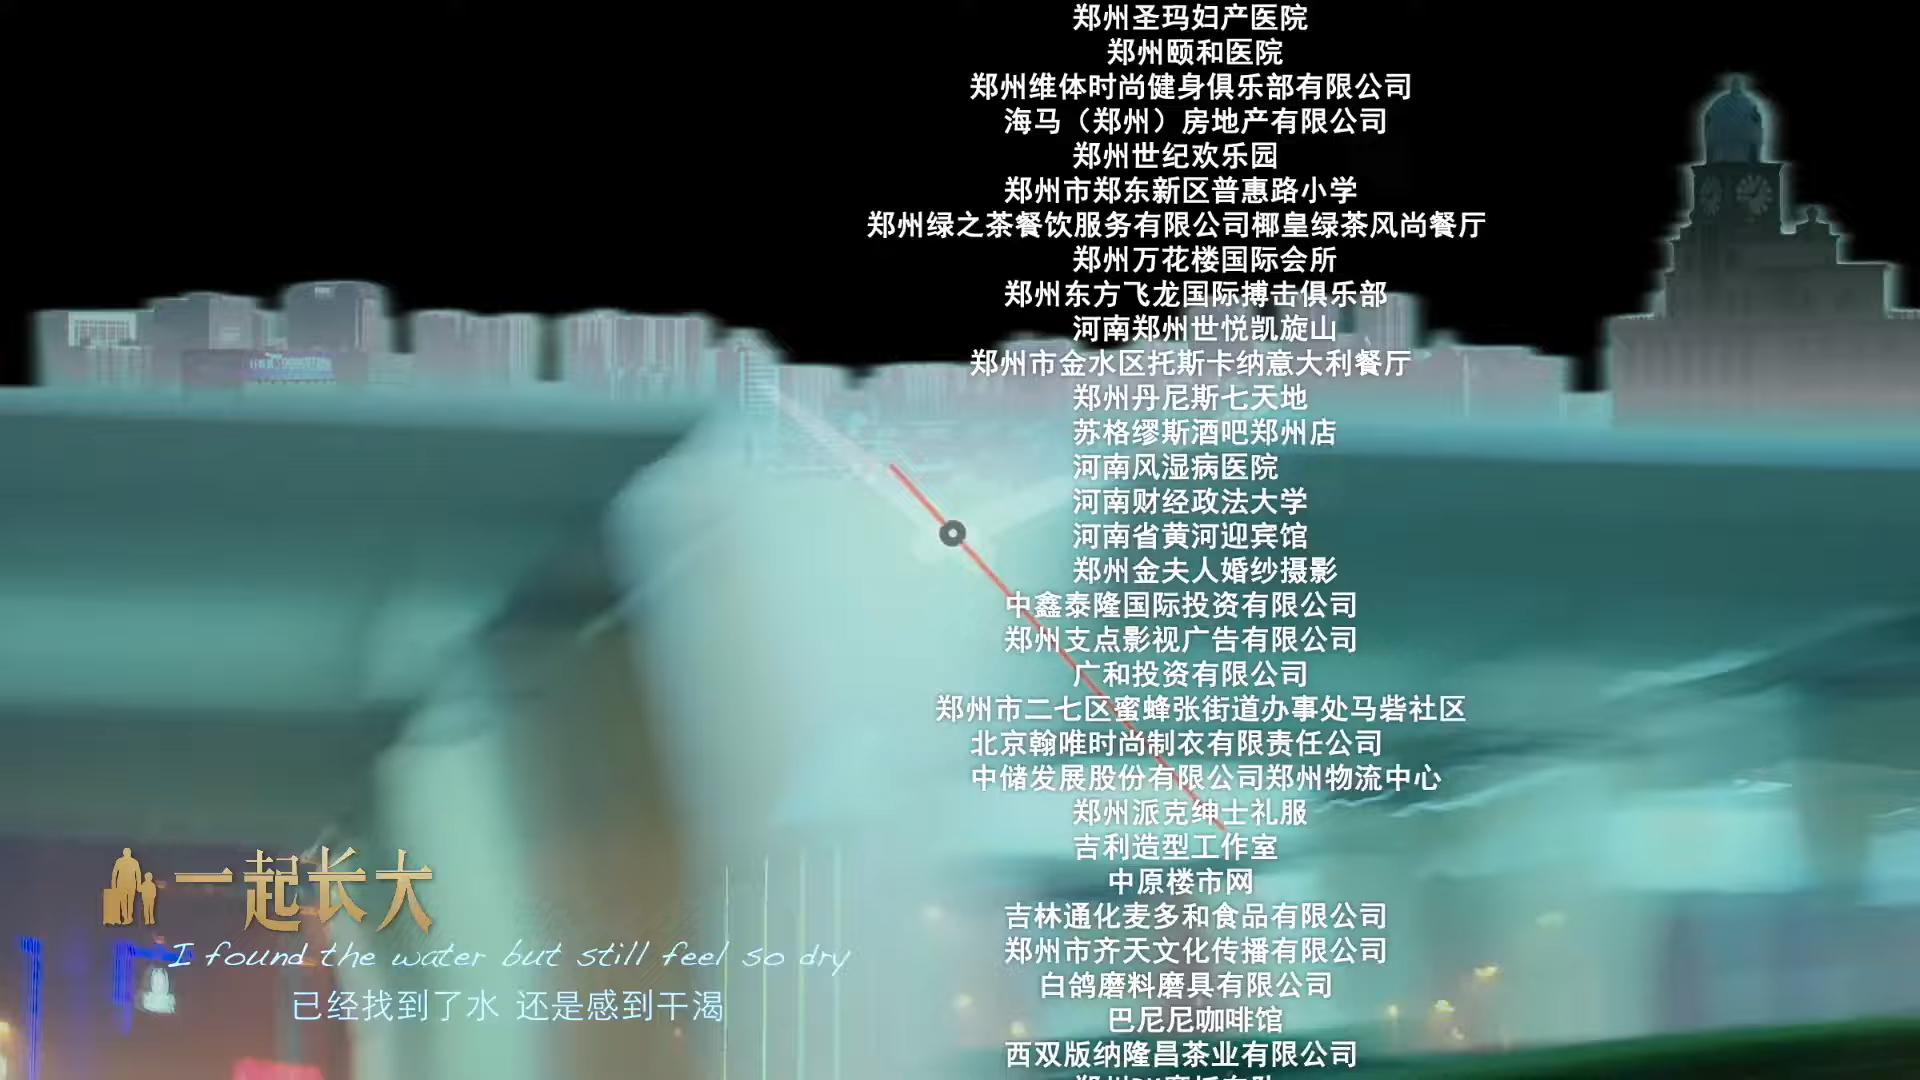 郑州圣玛妇产医院
郑州颐和医院
郑州维体时尚健身俱乐部有限公司
海马（郑州）房地产有限公司
郑州世纪欢乐园
郑州市郑东新区普惠路小学
郑州绿之茶餐饮服务有限公司椰皇绿茶风尚餐厅
郑州万花楼国际会所
郑州东方飞龙国际搏击俱乐部
河南郑州世悦凯旋山
郑州市金水区托斯卡纳意大利餐厅
郑州丹尼斯七天地
苏格缪斯酒吧郑州店
河南风湿病医院
河南财经政法大学
河南省黄河迎宾馆
郑州金夫人婚纱摄影
中鑫泰隆国际投资有限公司
郑州支点影视广告有限公司
广和投资有限公司
郑州市二七区蜜蜂张街道办事处马砦社区
北京翰唯时尚制衣有限责任公司
中储发展股份有限公司郑州物流中心
郑州派克绅士礼服
吉利造型工作室
中原楼市网
吉林通化麦多和食品有限公司
郑州市齐天文化传播有限公司
白鸽磨料磨具有限公司
巴尼尼咖啡馆
西双版纳隆昌茶业有限公司
一起长大
I found the water but still feel so dry
已经找到了水 还是感到干渴